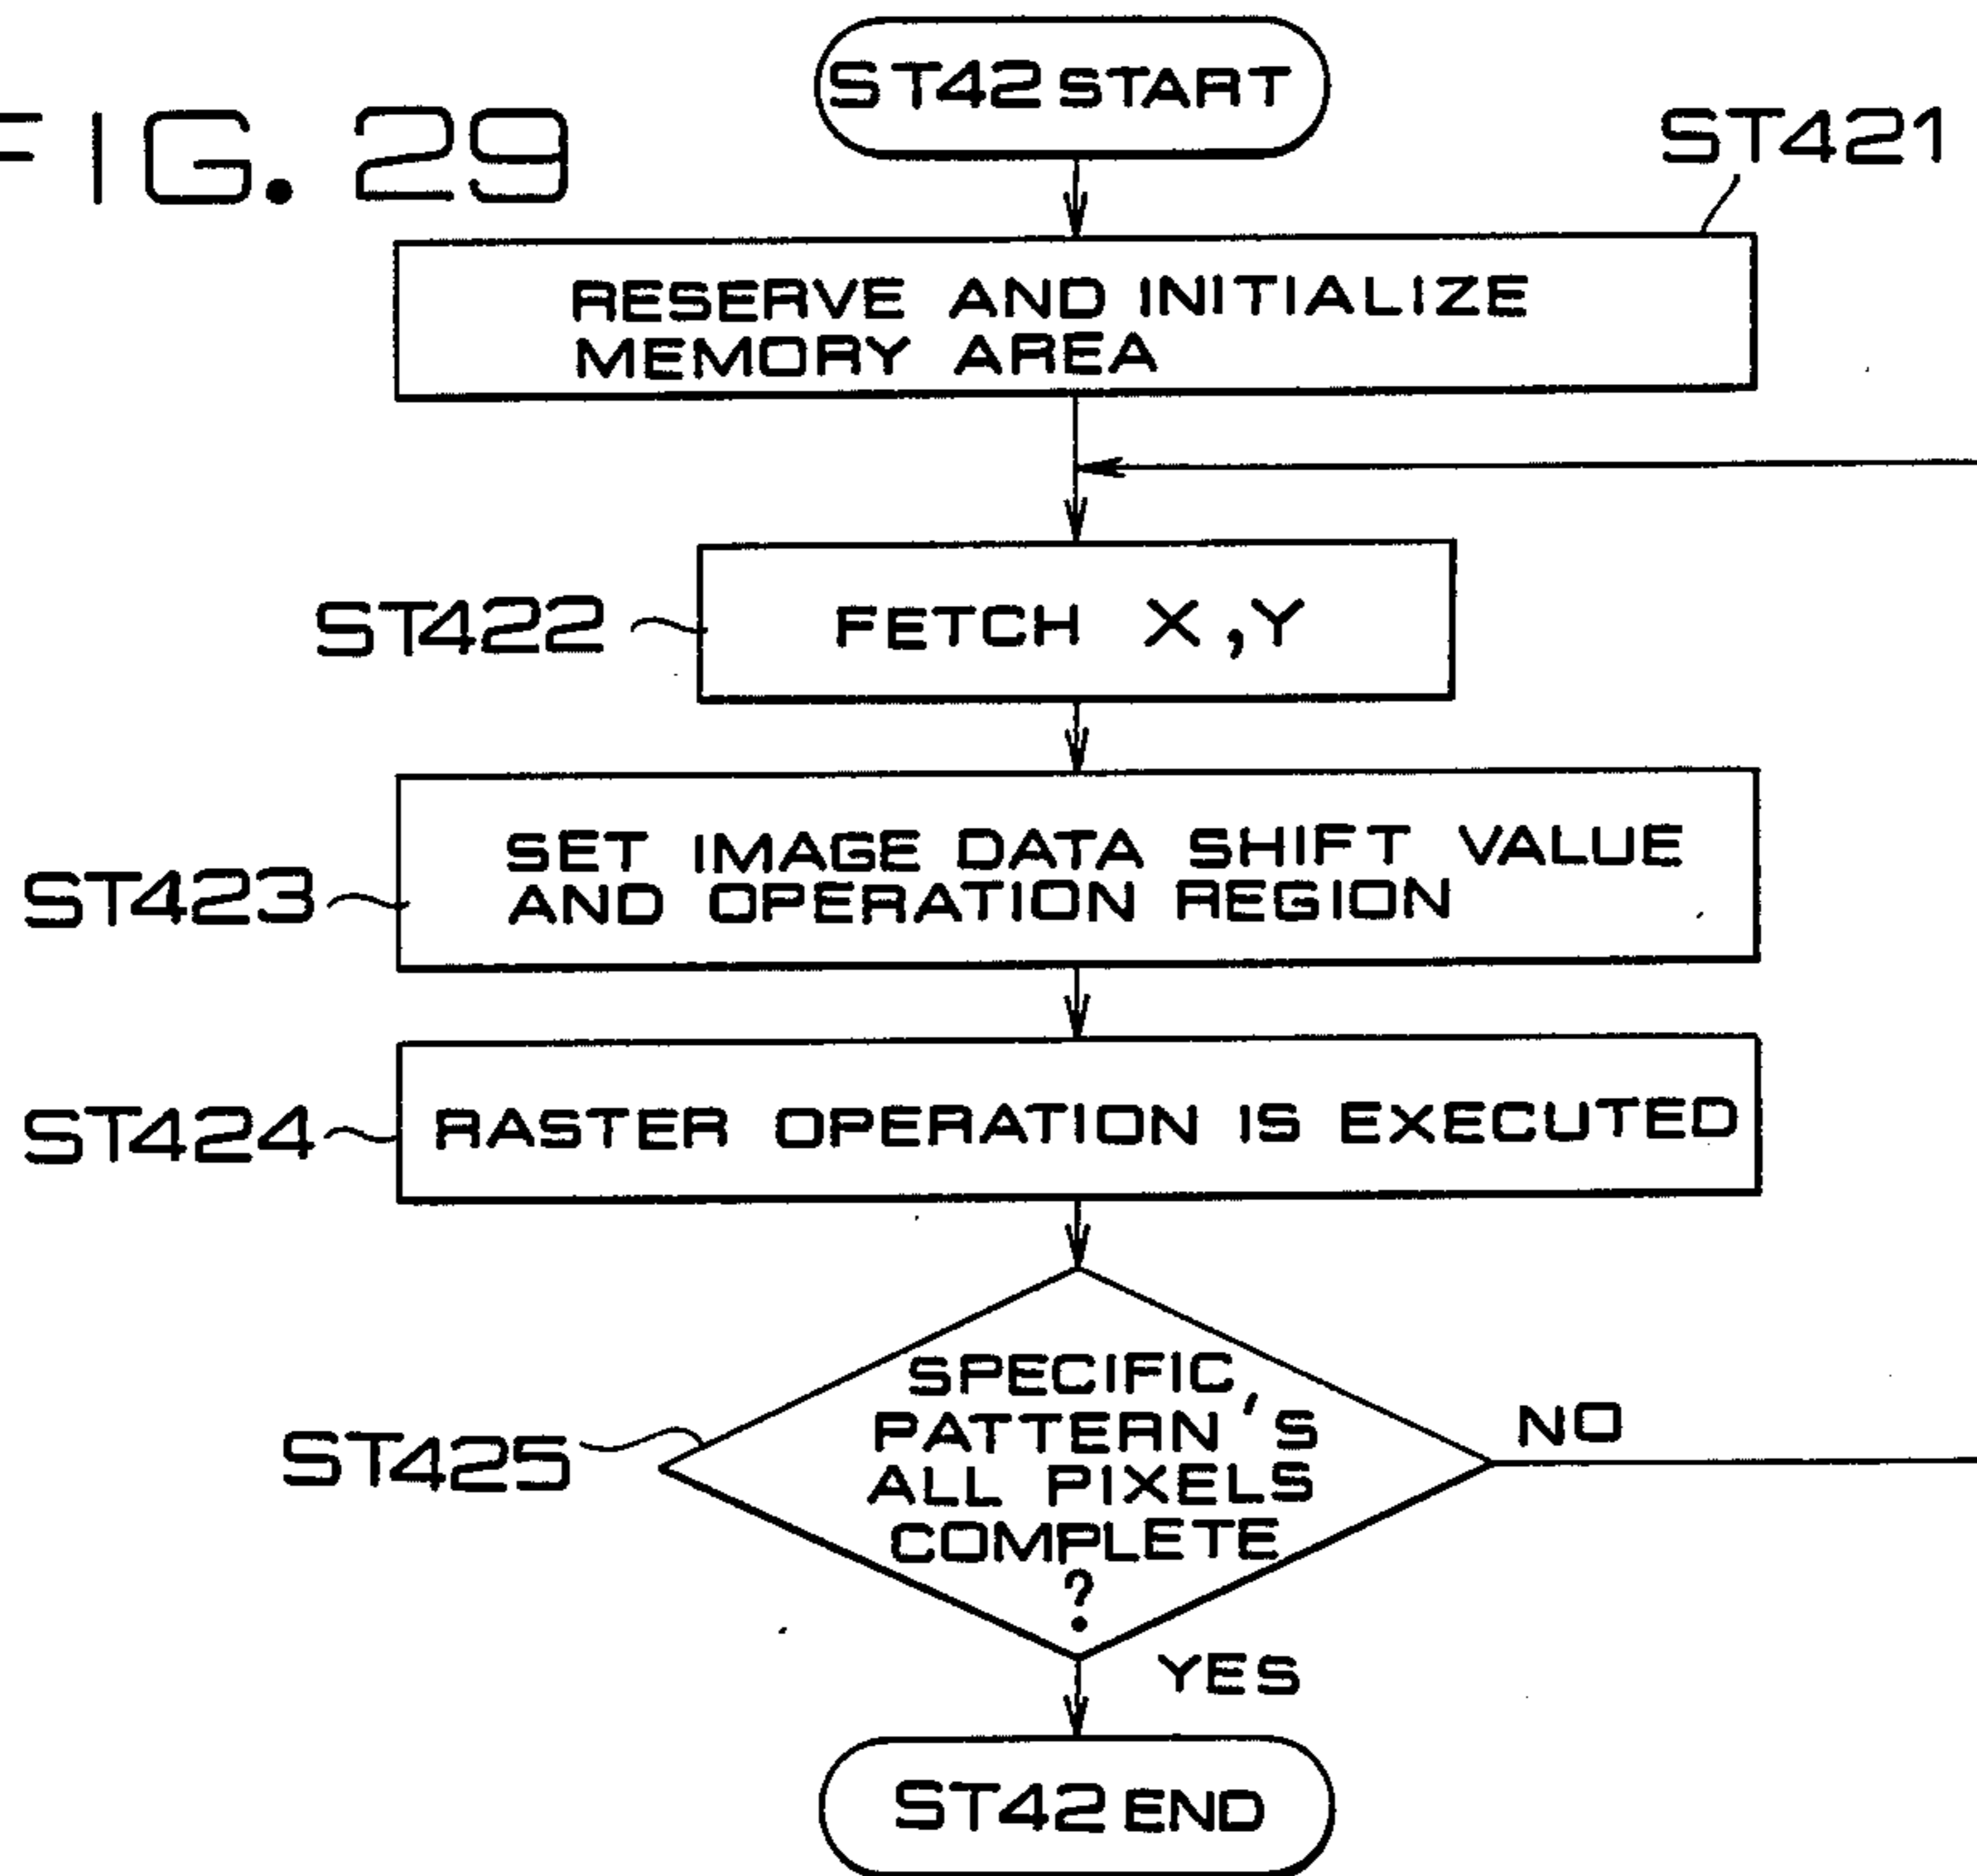 FIG. 29
ST42 START
ST421
RESERVE AND INITIALIZE
MEMORY AREA
ST422
FETCH X,Y
ST423
SET IMAGE DATA SHIFT VALUE
AND OPERATION REGION
ST424
RASTER OPERATION IS EXECUTED
ST425
SPECIFIC
PATTERN'S
ALL PIXELS
COMPLETE
?
NO
YES
ST42 END